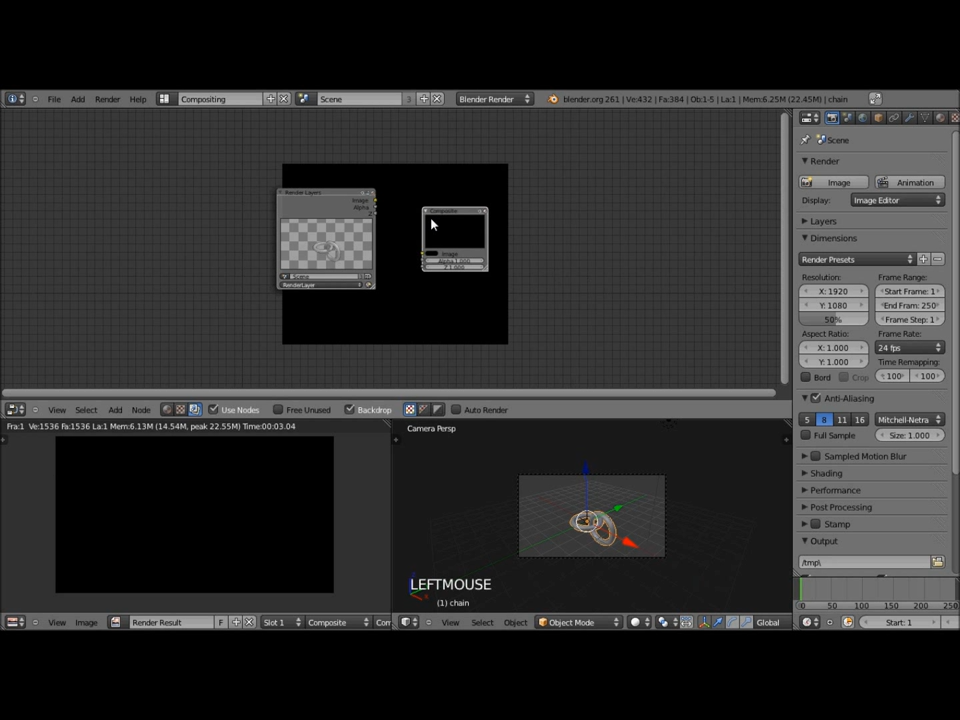 File Add Render Help Compositing Scene 3 Blender Render blender.org 261 | Ve:432 | Fa:384 | Ob:1-5 | La:1 | Mem:6.25M (22.45M) | chain
Scene
Render
Image Animation
Display: Image Editor
Layers
Dimensions
Render Presets
Resolution: Frame Range:
X: 1920 Start Frame: 1
Y: 1080 End Fram: 250
50% Frame Step: 1
Aspect Ratio: Frame Rate:
X: 1.000 24 fps
Y: 1.000 Time Remapping:
Bord Crop 100 100
Anti-Aliasing
5 8 11 16 Mitchell-Netra
Full Sample Size: 1.000
Sampled Motion Blur
Shading
Performance
Post Processing
Stamp
Output
/tmp\
0 50 100 150 200 250
Start: 1
Render Layers
Image
Alpha
Z
Scene
RenderLayer
Composite
Image
Alpha 1.000
Z 1.000
View Select Add Node Use Nodes Free Unused Backdrop Auto Render
Fra:1 Ve:1536 Fa:1536 La:1 Mem:6.13M (14.54M, peak 22.55M) Time:00:03.04
Camera Persp
LEFTMOUSE
(1) chain
View Image Render Result F Slot 1 Composite Com
View Select Object Object Mode Global